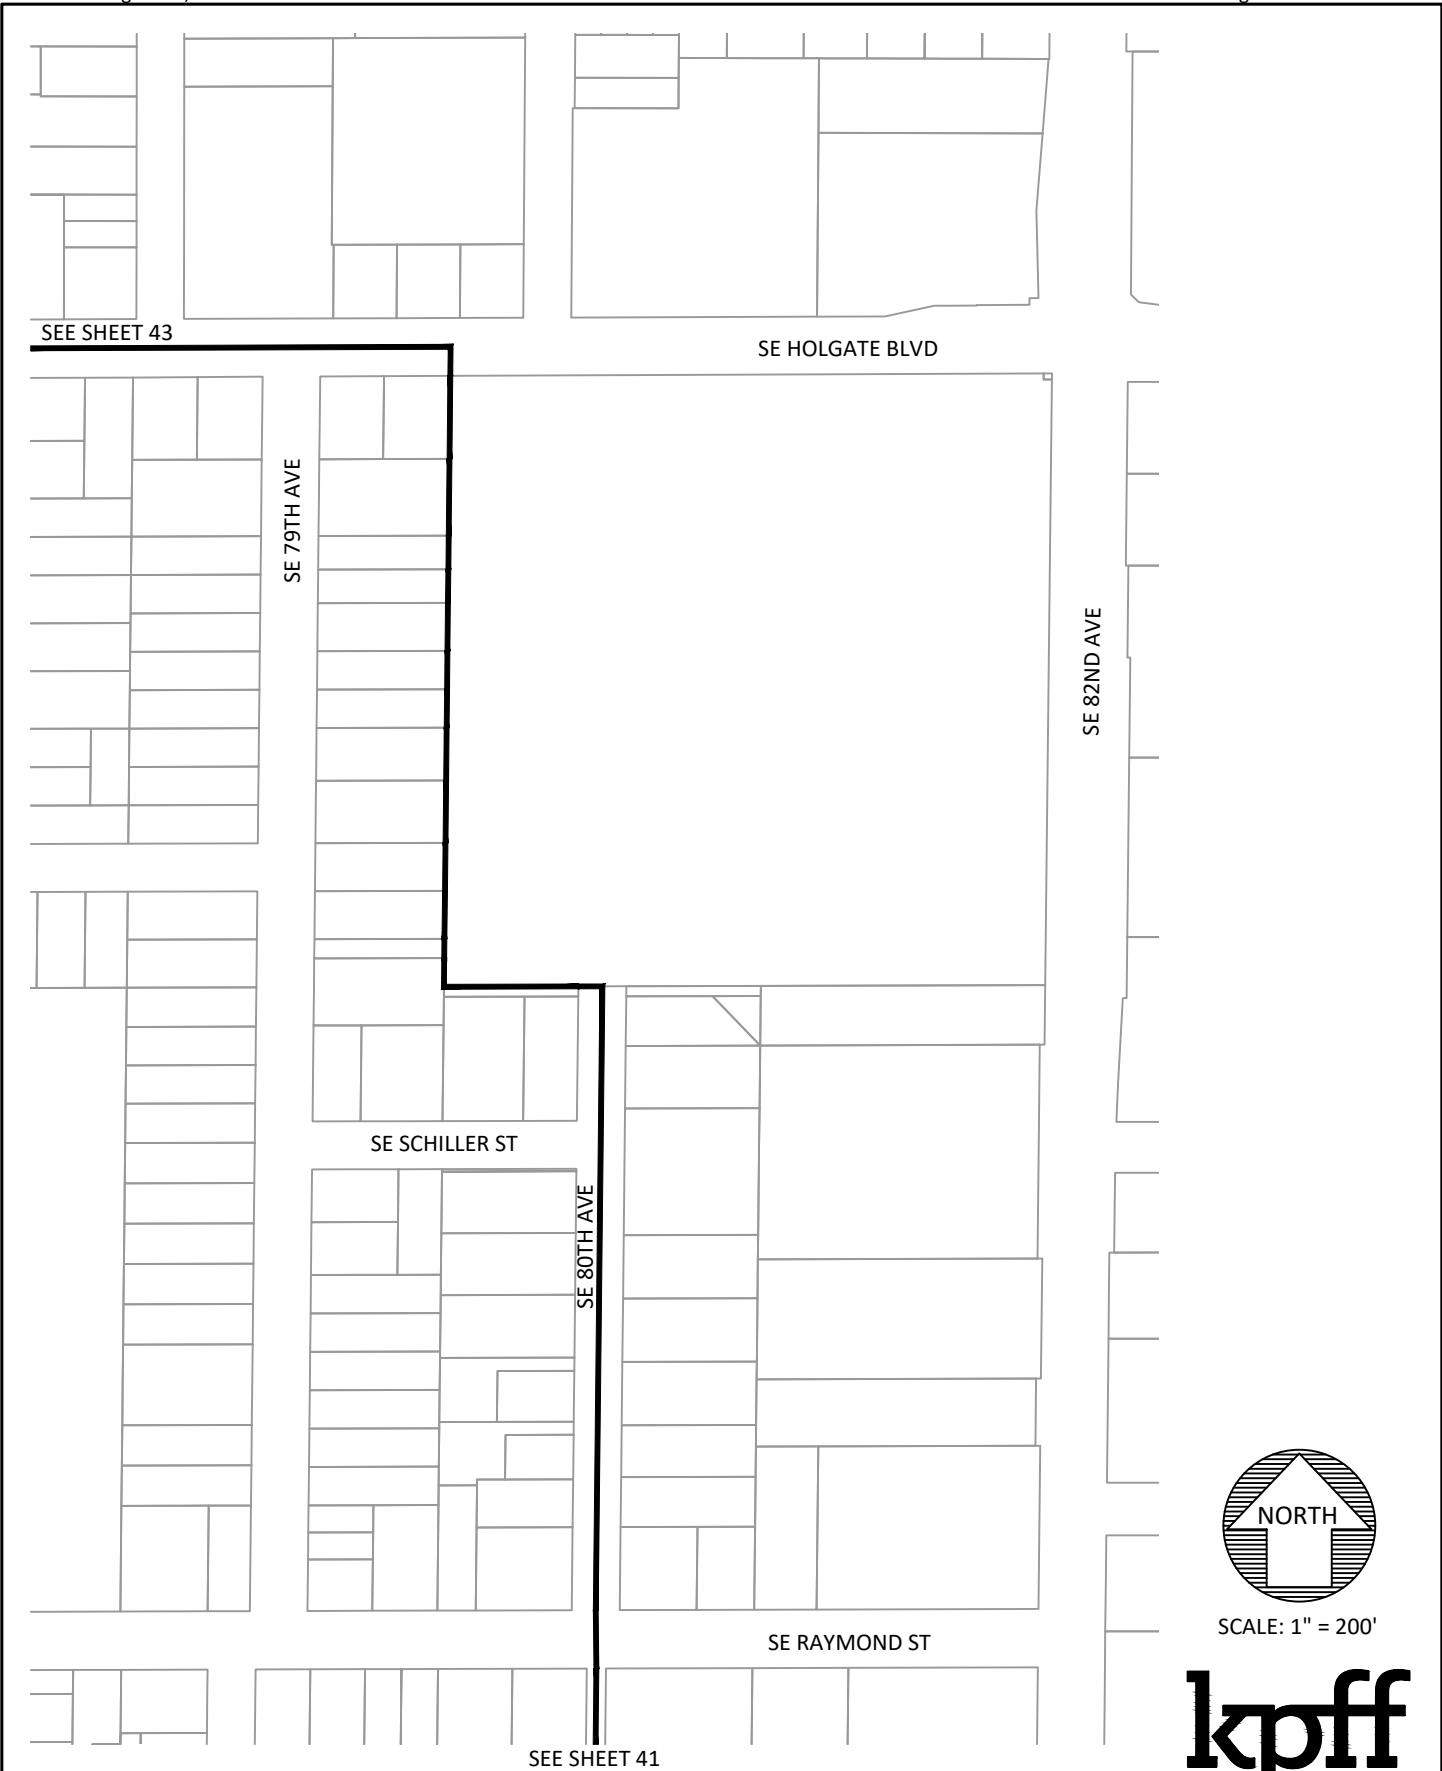 SEE SHEET 43
SE HOLGATE BLVD
SE 79TH AVE
SE 82ND AVE
SE SCHILLER ST
SE 80TH AVE
NORTH
SCALE: 1" = 200'
SE RAYMOND ST
kpff
SEE SHEET 41